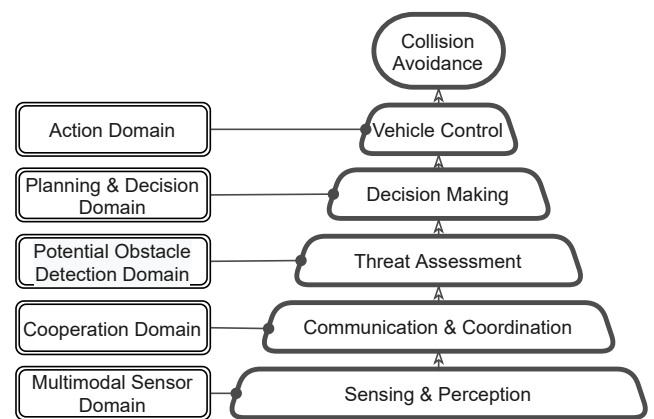 Collision
Avoidance
Action Domain
Vehicle Control
Planning & Decision
Domain
Decision Making
Potential Obstacle
Detection Domain
Threat Assessment
Cooperation Domain
Communication & Coordination
Multimodal Sensor
Domain
Sensing & Perception